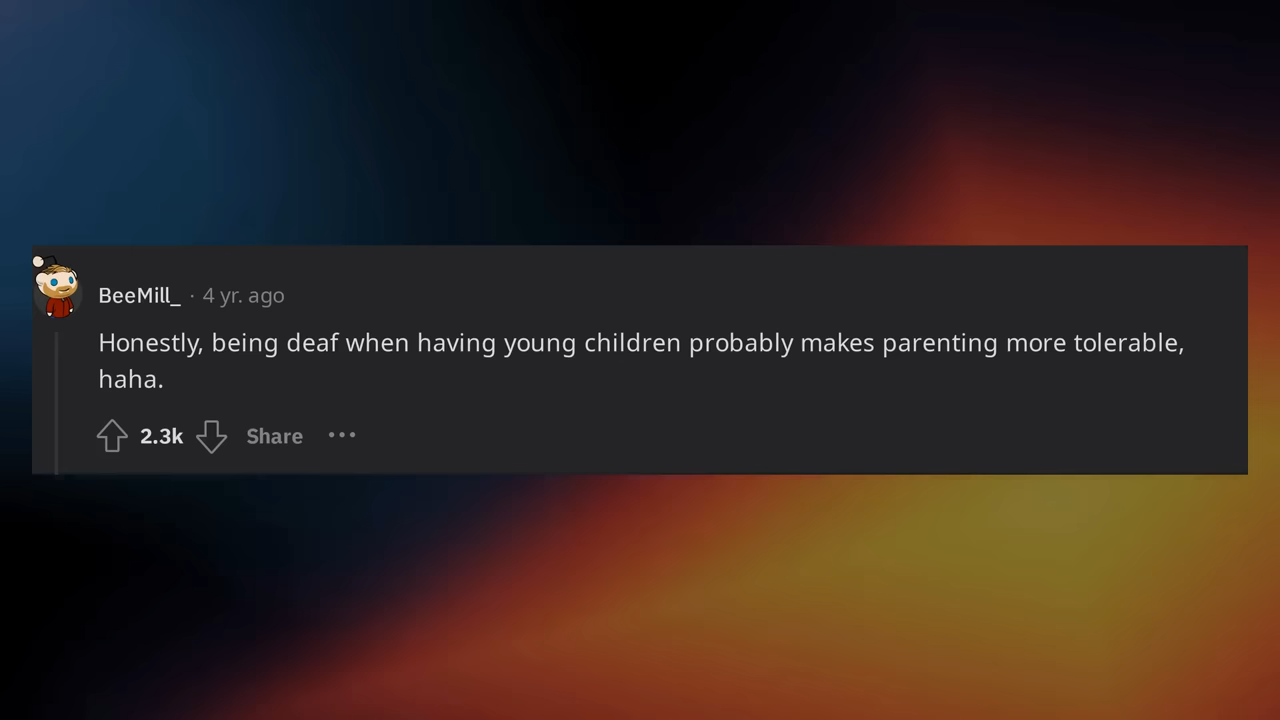 BeeMill_ · 4 yr. ago
Honestly, being deaf when having young children probably makes parenting more tolerable,
haha.
2.3k Share ···